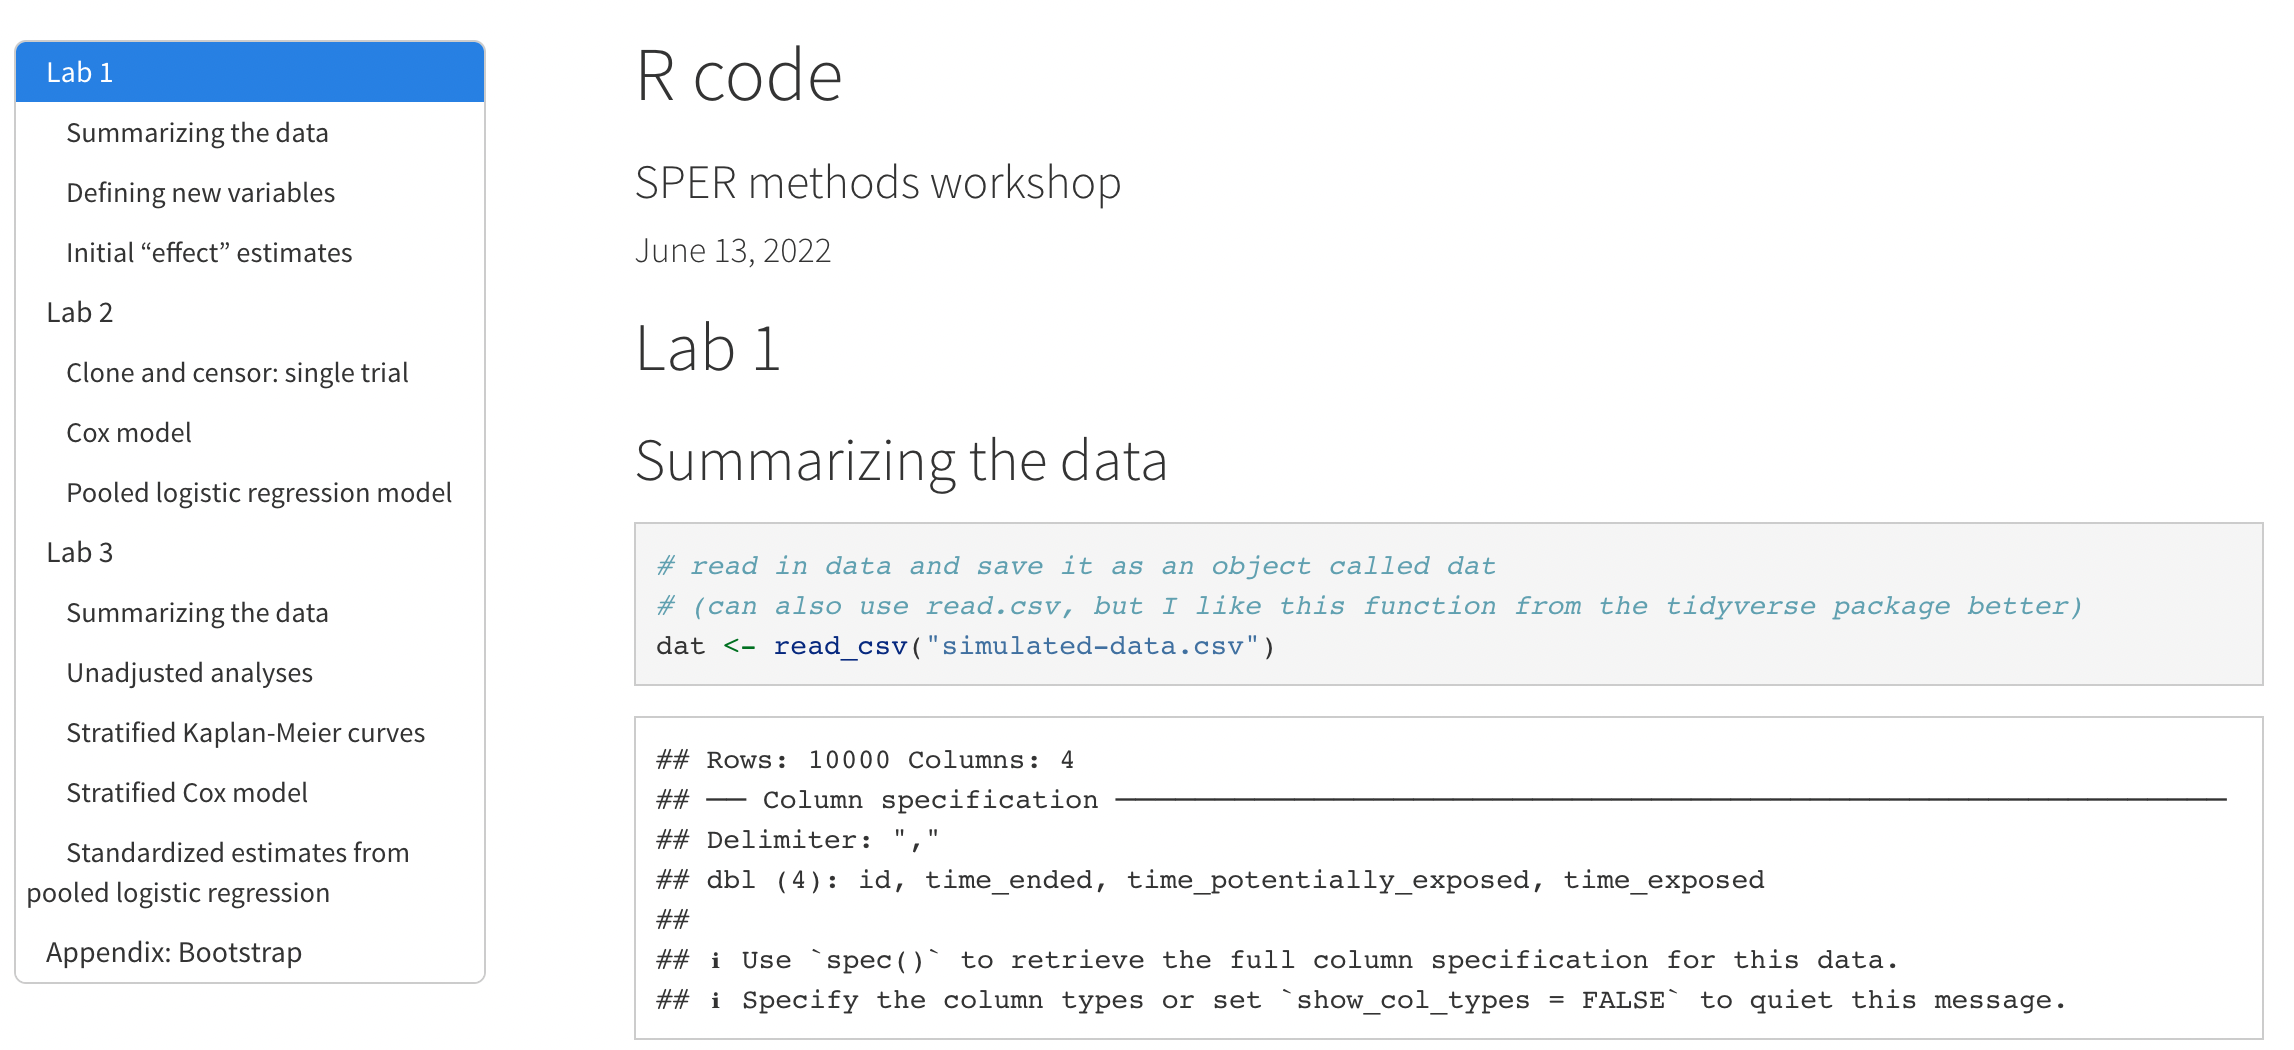 Lab 1
Summarizing the data
Defining new variables
Initial “effect” estimates
Lab 2
Clone and censor: single trial
Cox model
Pooled logistic regression model
Lab 3
Summarizing the data
Unadjusted analyses
Stratified Kaplan-Meier curves
Stratified Cox model
Standardized estimates from
pooled logistic regression
Appendix: Bootstrap
R code
SPER methods workshop
June 13, 2022
Lab 1
Summarizing the data
# read in data and save it as an object called dat
# (can also use read.csv, but I like this function from the tidyverse package better)
dat <- read_csv("simulated-data.csv")
## Rows: 10000 Columns: 4
## ── Column specification ────────────────────────────────────────────────────────
## Delimiter: ","
## dbl (4): id, time_ended, time_potentially_exposed, time_exposed
##
## ℹ Use `spec()` to retrieve the full column specification for this data.
## ℹ Specify the column types or set `show_col_types = FALSE` to quiet this message.